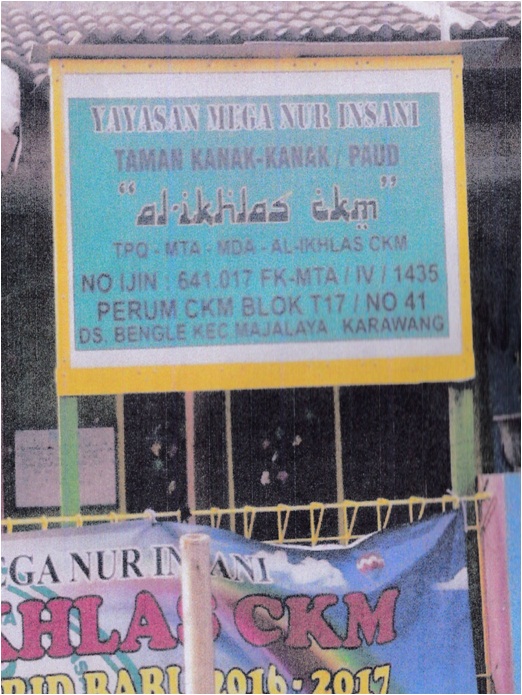 YAYASAN MEGA NUR INSANI
TAMAN KANAK-KANAK / PAUD
"al-ikhlas ckm"
TPQ - MTA - MDA - AL-IKHLAS CKM
NO IJIN : 641.017 FK-MTA / IV / 1435
PERUM CKM BLOK T17 / NO 41
DS. BENGLE KEC MAJALAYA KARAWANG
EGA NUR INSANI
KHLAS CKM
RID BARU 2016-2017